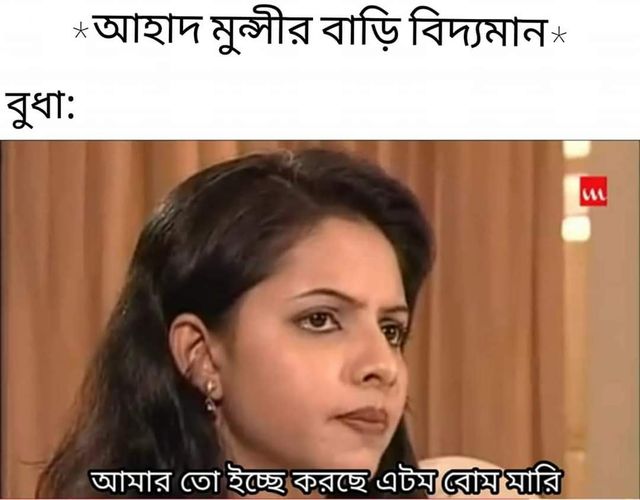 *আহাদ মুন্সীর বাড়ি বিদ্যমান*
বুধা:
আমার তো ইচ্ছে করছে এটম বোম মারি